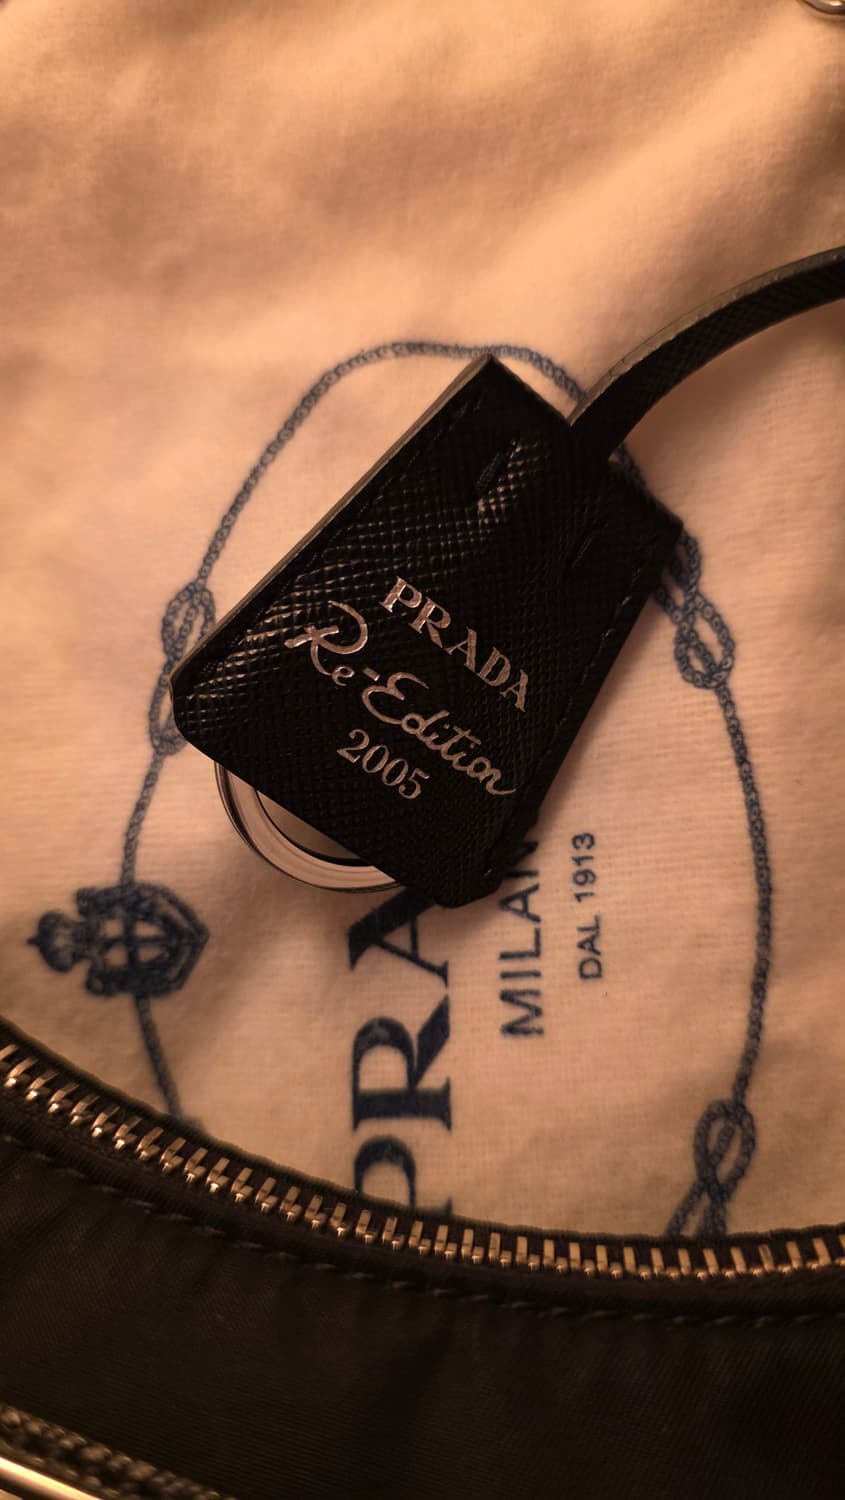 PRADA
Re-Edition
2005
PRA
MILAN
DAL 1913